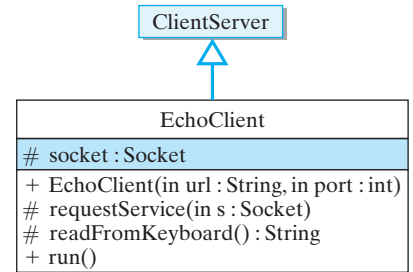 ClientServer
EchoClient
# socket : Socket
+ EchoClient(in url : String, in port : int)
# requestService(in s : Socket)
# readFromKeyboard() : String
+ run()